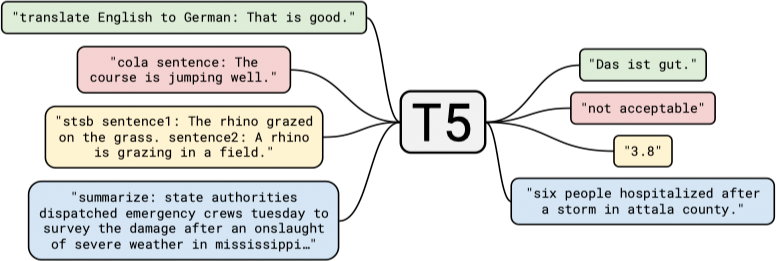 "translate English to German: That is good."
"cola sentence: The
course is jumping well."
"stsb sentence1: The rhino grazed
on the grass. sentence2: A rhino
is grazing in a field."
"summarize: state authorities
dispatched emergency crews tuesday to
survey the damage after an onslaught
of severe weather in mississippi…"
T5
"Das ist gut."
"not acceptable"
"3.8"
"six people hospitalized after
a storm in attala county."